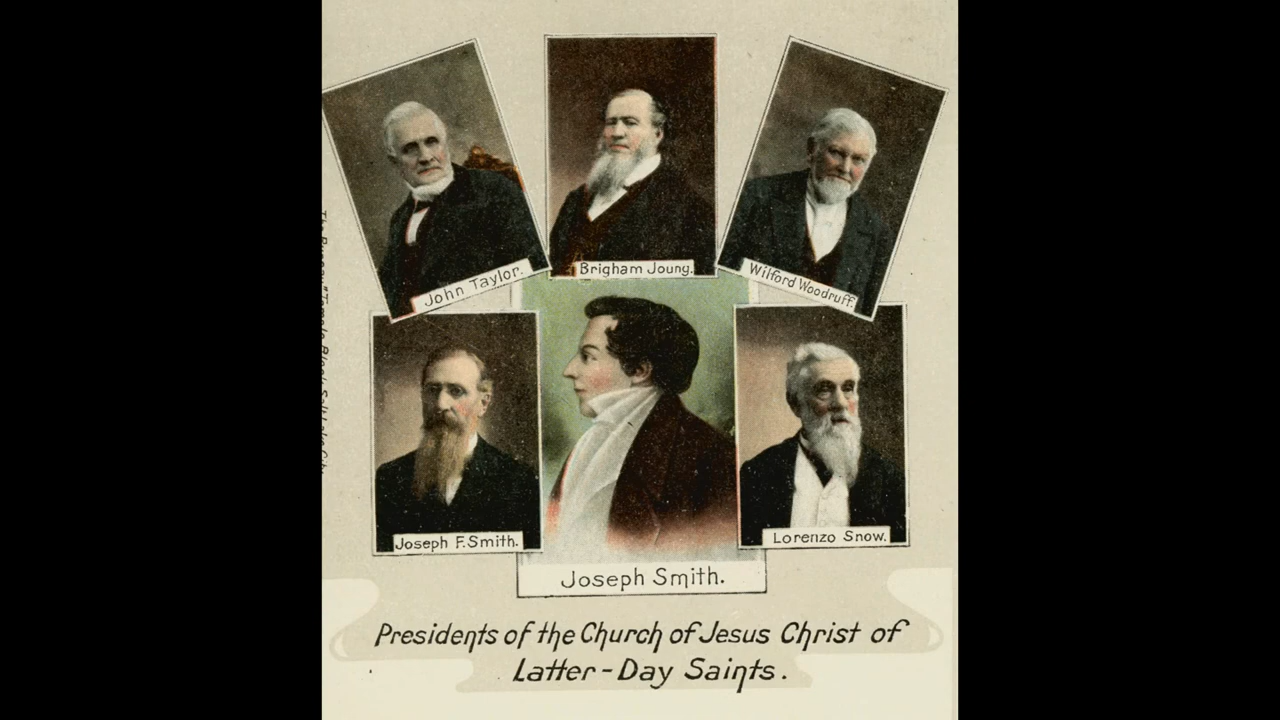 John Taylor.
Brigham Joung.
Wilford Woodruff.
Joseph F. Smith.
Joseph Smith.
Lorenzo Snow.
Presidents of the Church of Jesus Christ of
Latter-Day Saints.